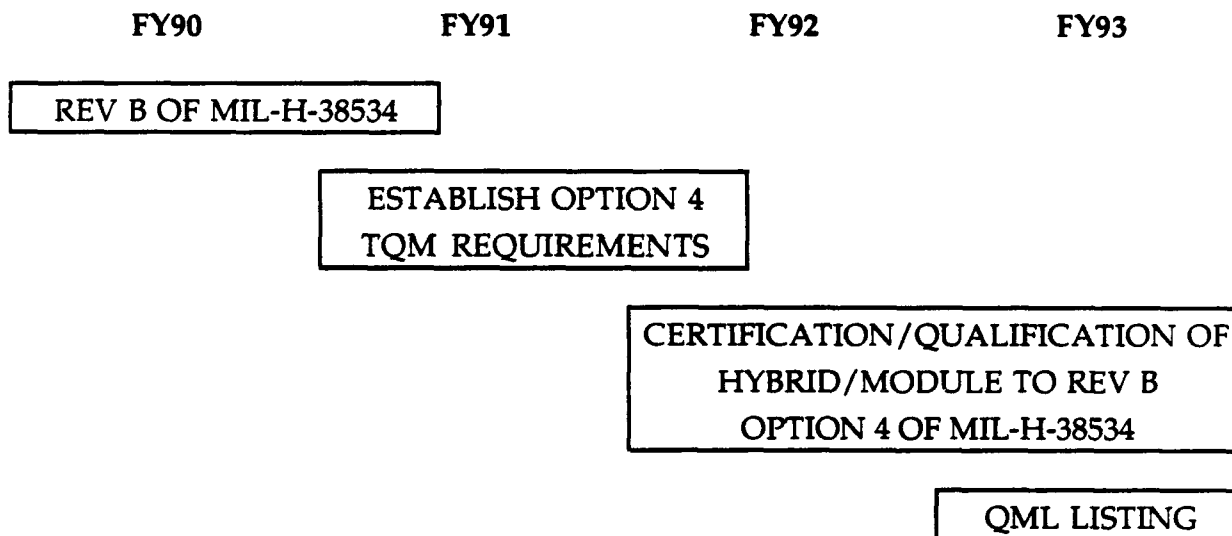 FY90 FY91 FY92 FY93
REV B OF MIL-H-38534
ESTABLISH OPTION 4
TQM REQUIREMENTS
CERTIFICATION/QUALIFICATION OF
HYBRID/MODULE TO REV B
OPTION 4 OF MIL-H-38534
QML LISTING